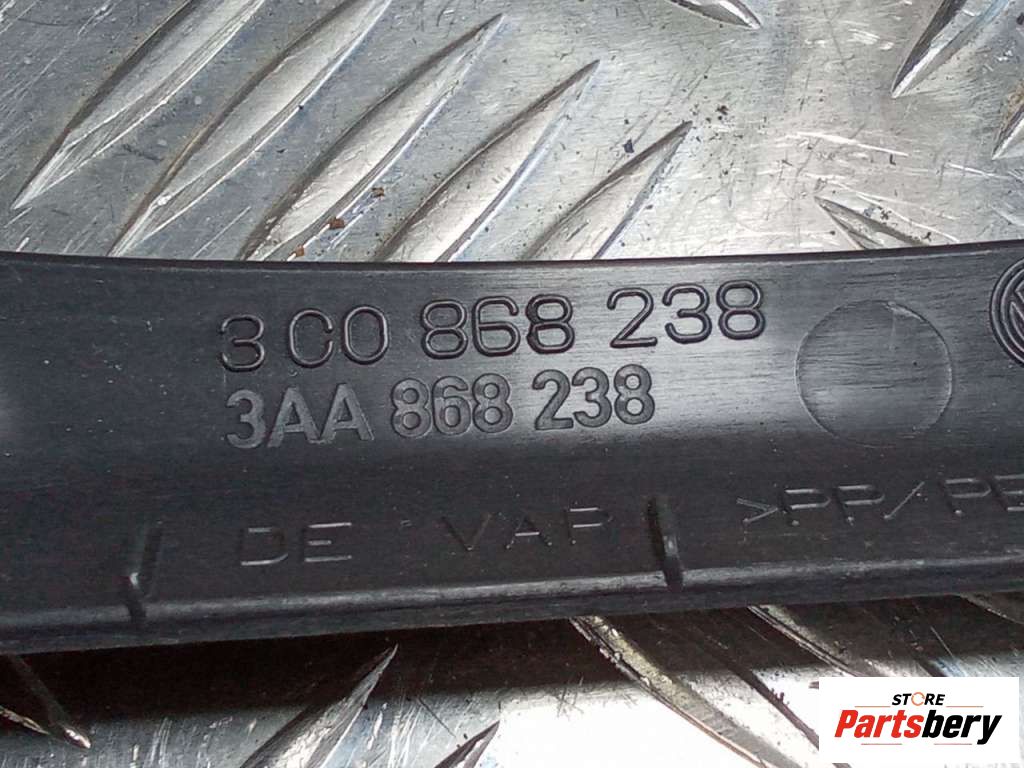 3C0 868 238
3AA 868 238
DE VAP >PP/PE
STORE
Partsbery